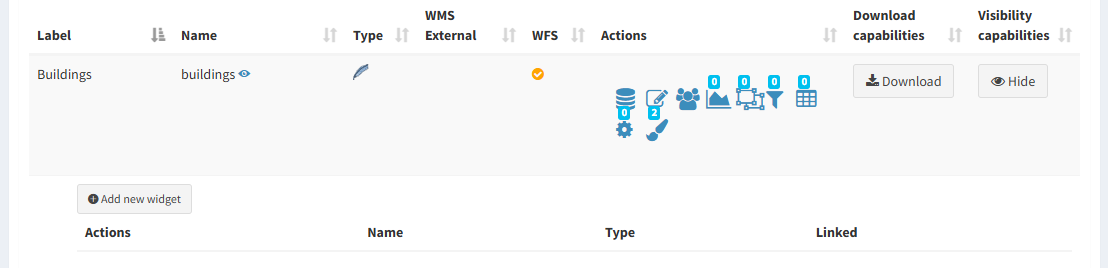 Label Name Type WMS External WFS Actions Download capabilities Visibility capabilities
Buildings buildings Download Hide
0 0 0 0
0 2
Add new widget
Actions Name Type Linked